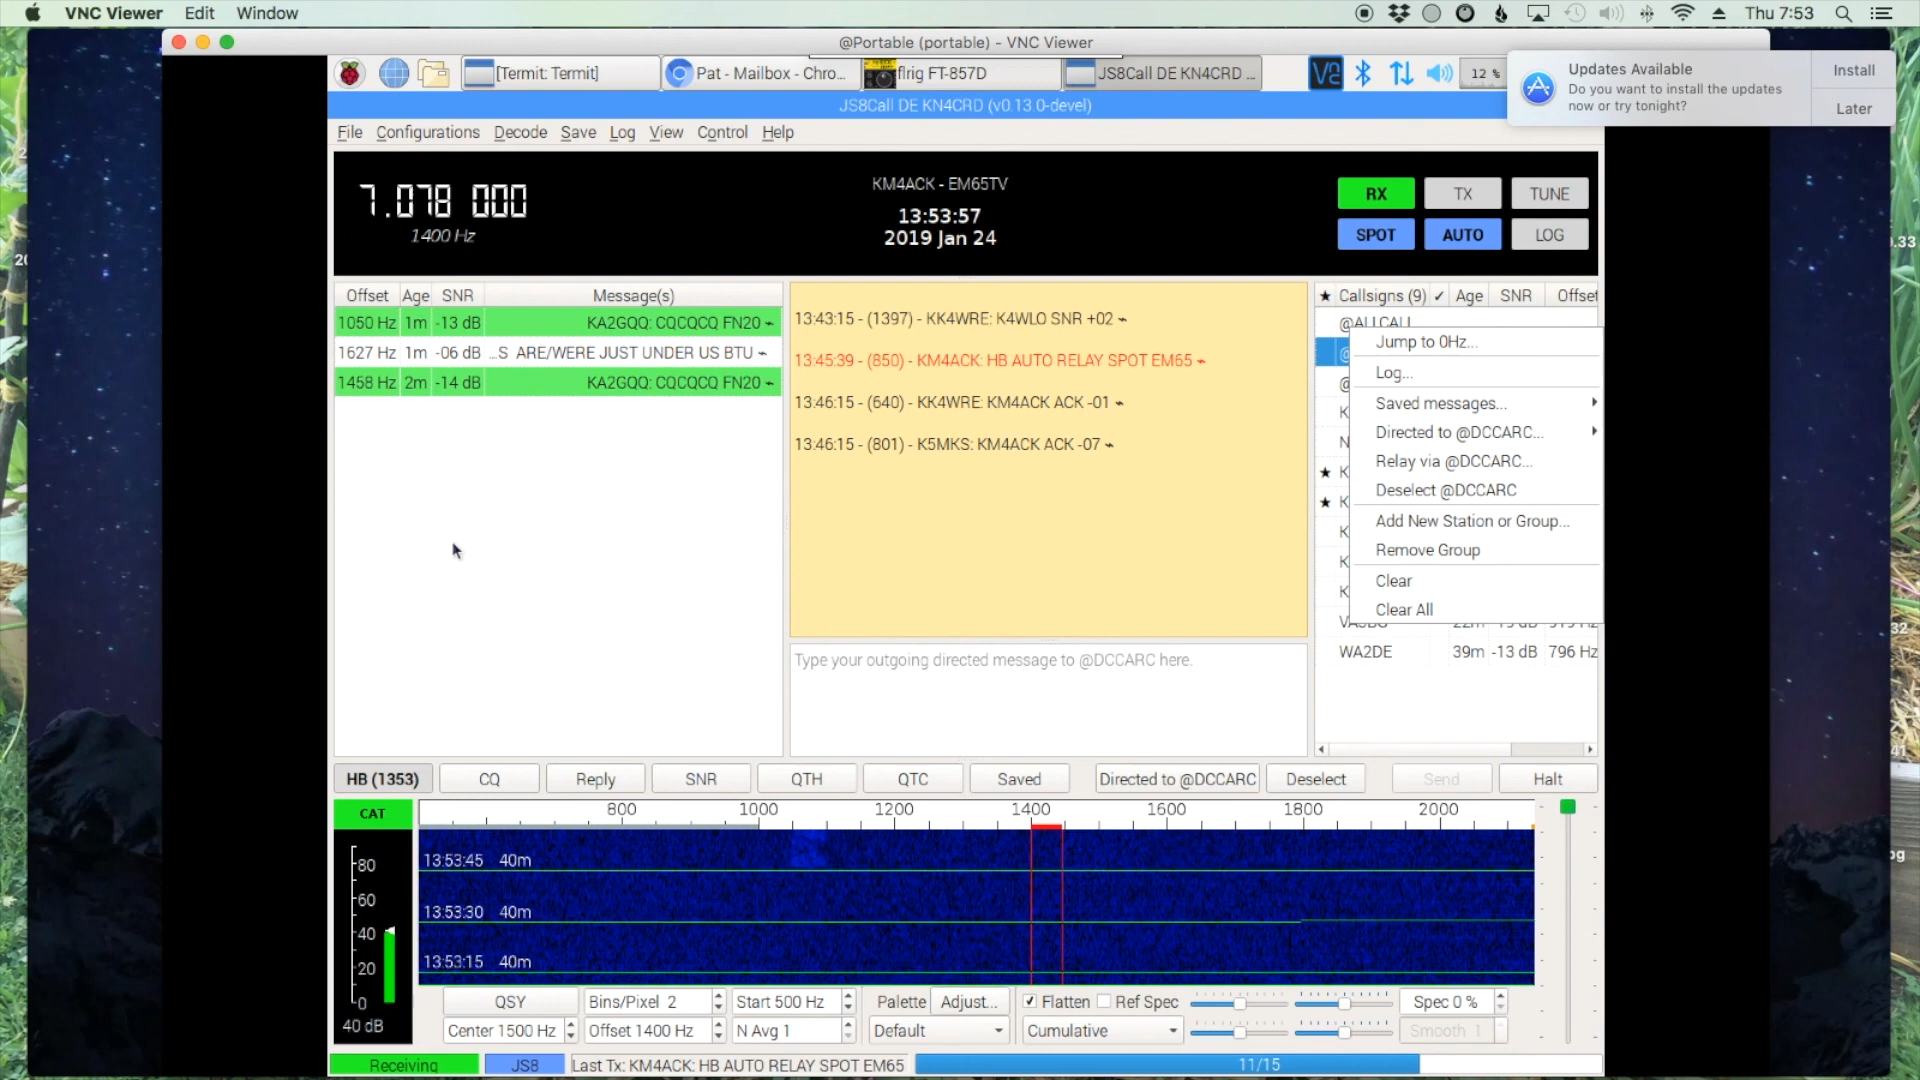 VNC Viewer Edit Window Thu 7:53
@Portable (portable) - VNC Viewer
[Termit: Termit] Pat - Mailbox - Chro... flrig FT-857D JS8Call DE KN4CRD ... 12 %
Updates Available
Do you want to install the updates
now or try tonight?
Install
Later
JS8Call DE KN4CRD (v0.13.0-devel)
File Configurations Decode Save Log View Control Help
7.078 000
1400 Hz
KM4ACK - EM65TV
13:53:57
2019 Jan 24
RX TX TUNE
SPOT AUTO LOG
Offset Age SNR Message(s)
1050 Hz 1m -13 dB KA2GQQ: CQCQCQ FN20
1627 Hz 1m -06 dB ...S ARE/WERE JUST UNDER US BTU
1458 Hz 2m -14 dB KA2GQQ: CQCQCQ FN20
13:43:15 - (1397) - KK4WRE: K4WLO SNR +02
13:45:39 - (850) - KM4ACK: HB AUTO RELAY SPOT EM65
13:46:15 - (640) - KK4WRE: KM4ACK ACK -01
13:46:15 - (801) - K5MKS: KM4ACK ACK -07
Type your outgoing directed message to @DCCARC here.
★ Callsigns (9) ✓ Age SNR Offset
@ALLCALL
Jump to 0Hz...
Log...
Saved messages...
Directed to @DCCARC...
Relay via @DCCARC...
Deselect @DCCARC
Add New Station or Group...
Remove Group
Clear
Clear All
WA2DE 39m -13 dB 796 Hz
HB (1353) CQ Reply SNR QTH QTC Saved Directed to @DCCARC Deselect Send Halt
CAT
800 1000 1200 1400 1600 1800 2000
13:53:45 40m
13:53:30 40m
13:53:15 40m
80
60
40
20
0
40 dB
QSY Bins/Pixel 2 Start 500 Hz Palette Adjust... Flatten Ref Spec Spec 0 %
Center 1500 Hz Offset 1400 Hz N Avg 1 Default Cumulative Smooth 1
Receiving JS8 Last Tx: KM4ACK: HB AUTO RELAY SPOT EM65 11/15